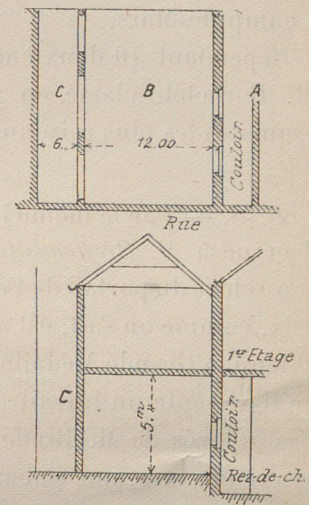 C B A
6. 12.00 Couloir
Rue
1er Etage
C 5.m4 Couloir
Rez-de-ch.